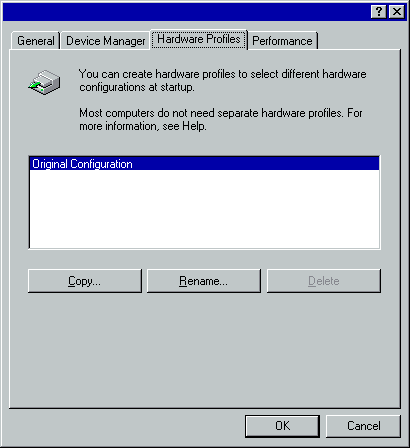 General Device Manager Hardware Profiles Performance
You can create hardware profiles to select different hardware
configurations at startup.
Most computers do not need separate hardware profiles. For
more information, see Help.
Original Configuration
Copy... Rename... Delete
OK Cancel